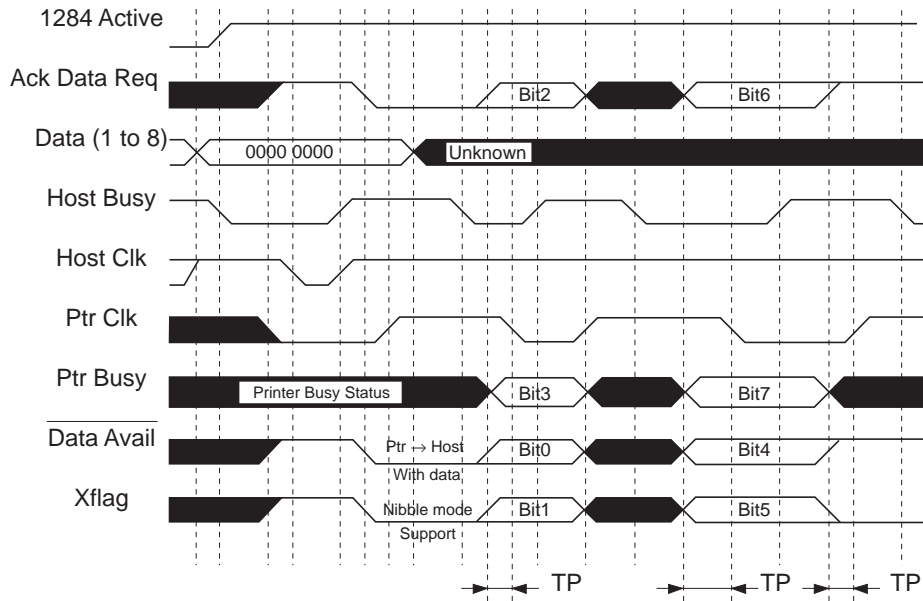 1284 Active
Ack Data Req
Bit2
Bit6
Data (1 to 8)
0000 0000
Unknown
Host Busy
Host Clk
Ptr Clk
Ptr Busy
Printer Busy Status
Bit3
Bit7
Data Avail
Ptr → Host
With data
Bit0
Bit4
Xflag
Nibble mode
Support
Bit1
Bit5
TP
TP
TP